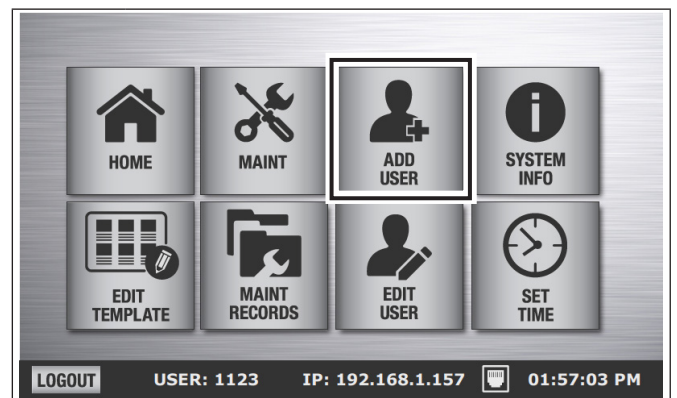 HOME
MAINT
ADD
USER
SYSTEM
INFO
EDIT
TEMPLATE
MAINT
RECORDS
EDIT
USER
SET
TIME
LOGOUT USER: 1123 IP: 192.168.1.157 01:57:03 PM